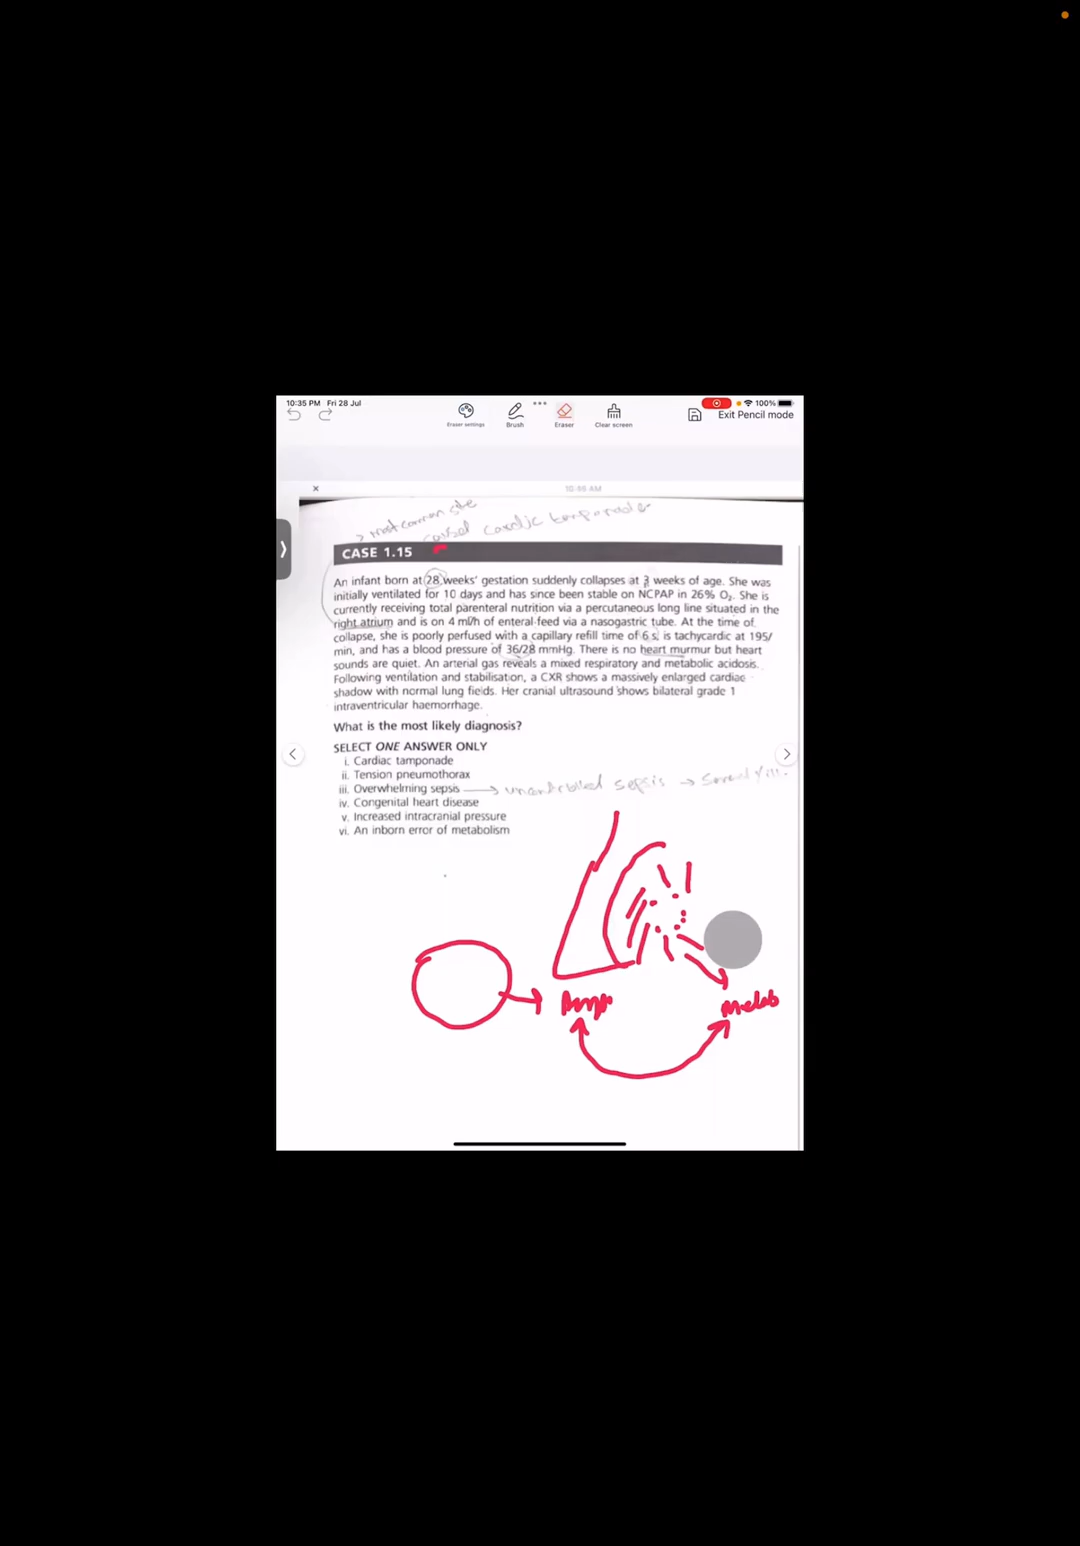 10:35 PM Fri 28 Jul
100%
Eraser settings
Brush
Eraser
Clear screen
Exit Pencil mode
10:56 AM
> most common site
caused cardic
CASE 1.15
An infant born at 28 weeks' gestation suddenly collapses at 3 weeks of age. She was
initially ventilated for 10 days and has since been stable on NCPAP in 26% O₂. She is
currently receiving total parenteral nutrition via a percutaneous long line situated in the
right atrium and is on 4 ml/h of enteral feed via a nasogastric tube. At the time of
collapse, she is poorly perfused with a capillary refill time of 6 s, is tachycardic at 195/
min, and has a blood pressure of 36/28 mmHg. There is no heart murmur but heart
sounds are quiet. An arterial gas reveals a mixed respiratory and metabolic acidosis.
Following ventilation and stabilisation, a CXR shows a massively enlarged cardiac
shadow with normal lung fields. Her cranial ultrasound shows bilateral grade 1
intraventricular haemorrhage.
What is the most likely diagnosis?
SELECT ONE ANSWER ONLY
i. Cardiac tamponade
ii. Tension pneumothorax
iii. Overwhelming sepsis → uncontrolled sepsis →
iv. Congenital heart disease
v. Increased intracranial pressure
vi. An inborn error of metabolism
Metab